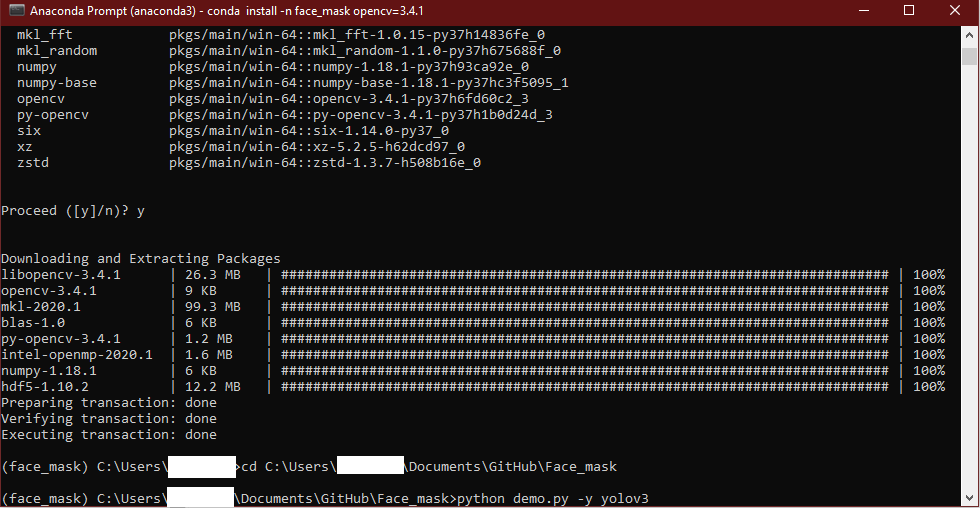 Anaconda Prompt (anaconda3) - conda  install -n face_mask opencv=3.4.1
mkl_fft            pkgs/main/win-64::mkl_fft-1.0.15-py37h14836fe_0
mkl_random         pkgs/main/win-64::mkl_random-1.1.0-py37h675688f_0
numpy              pkgs/main/win-64::numpy-1.18.1-py37h93ca92e_0
numpy-base         pkgs/main/win-64::numpy-base-1.18.1-py37hc3f5095_1
opencv             pkgs/main/win-64::opencv-3.4.1-py37h6fd60c2_3
py-opencv          pkgs/main/win-64::py-opencv-3.4.1-py37h1b0d24d_3
six                pkgs/main/win-64::six-1.14.0-py37_0
xz                 pkgs/main/win-64::xz-5.2.5-h62dcd97_0
zstd               pkgs/main/win-64::zstd-1.3.7-h508b16e_0
Proceed ([y]/n)? y
Downloading and Extracting Packages
libopencv-3.4.1      | 26.3 MB   | ############################################################################ | 100%
opencv-3.4.1         | 9 KB      | ############################################################################ | 100%
mkl-2020.1           | 99.3 MB   | ############################################################################ | 100%
blas-1.0             | 6 KB      | ############################################################################ | 100%
py-opencv-3.4.1      | 1.2 MB    | ############################################################################ | 100%
intel-openmp-2020.1  | 1.6 MB    | ############################################################################ | 100%
numpy-1.18.1         | 6 KB      | ############################################################################ | 100%
hdf5-1.10.2          | 12.2 MB   | ############################################################################ | 100%
Preparing transaction: done
Verifying transaction: done
Executing transaction: done
(face_mask) C:\Users\ >cd C:\Users\ \Documents\GitHub\Face_mask
(face_mask) C:\Users\ \Documents\GitHub\Face_mask>python demo.py -y yolov3